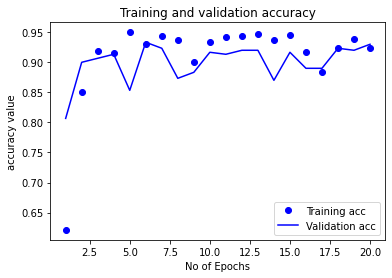 Training and validation accuracy
accuracy value
0.95
0.90
0.85
0.80
0.75
0.70
0.65
Training acc
Validation acc
2.5 5.0 7.5 10.0 12.5 15.0 17.5 20.0
No of Epochs